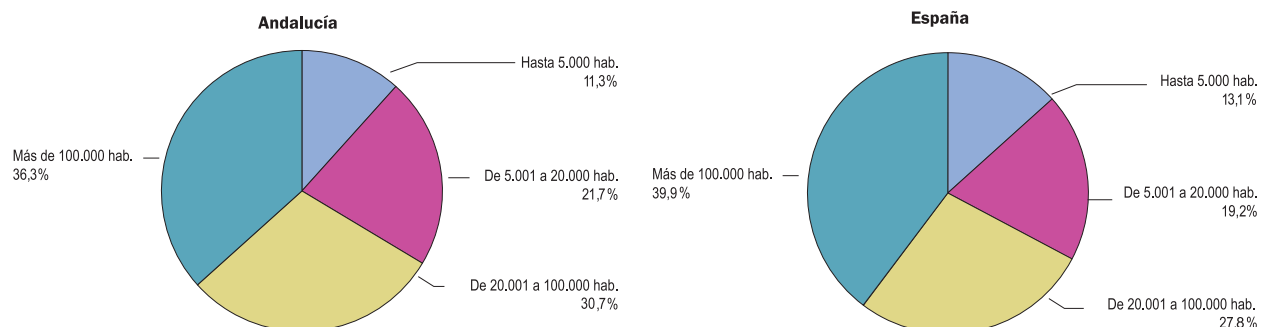 Andalucía
Hasta 5.000 hab.
11,3%
De 5.001 a 20.000 hab.
21,7%
De 20.001 a 100.000 hab.
30,7%
Más de 100.000 hab.
36,3%
España
Hasta 5.000 hab.
13,1%
De 5.001 a 20.000 hab.
19,2%
De 20.001 a 100.000 hab.
27,8%
Más de 100.000 hab.
39,9%